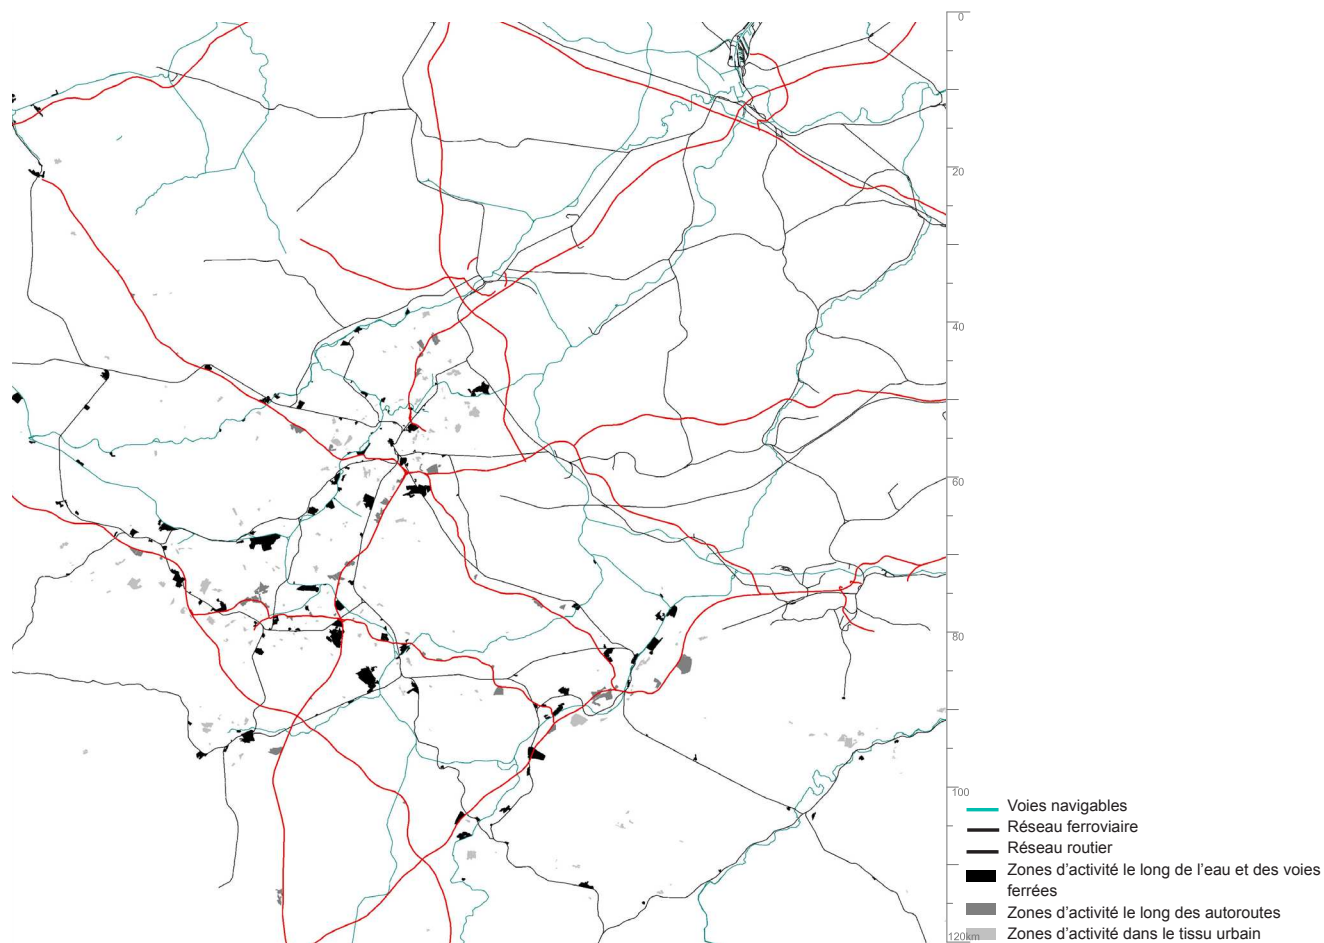 0
20
40
60
80
100
120km
Voies navigables
Réseau ferroviaire
Réseau routier
Zones d’activité le long de l’eau et des voies
ferrées
Zones d’activité le long des autoroutes
Zones d’activité dans le tissu urbain